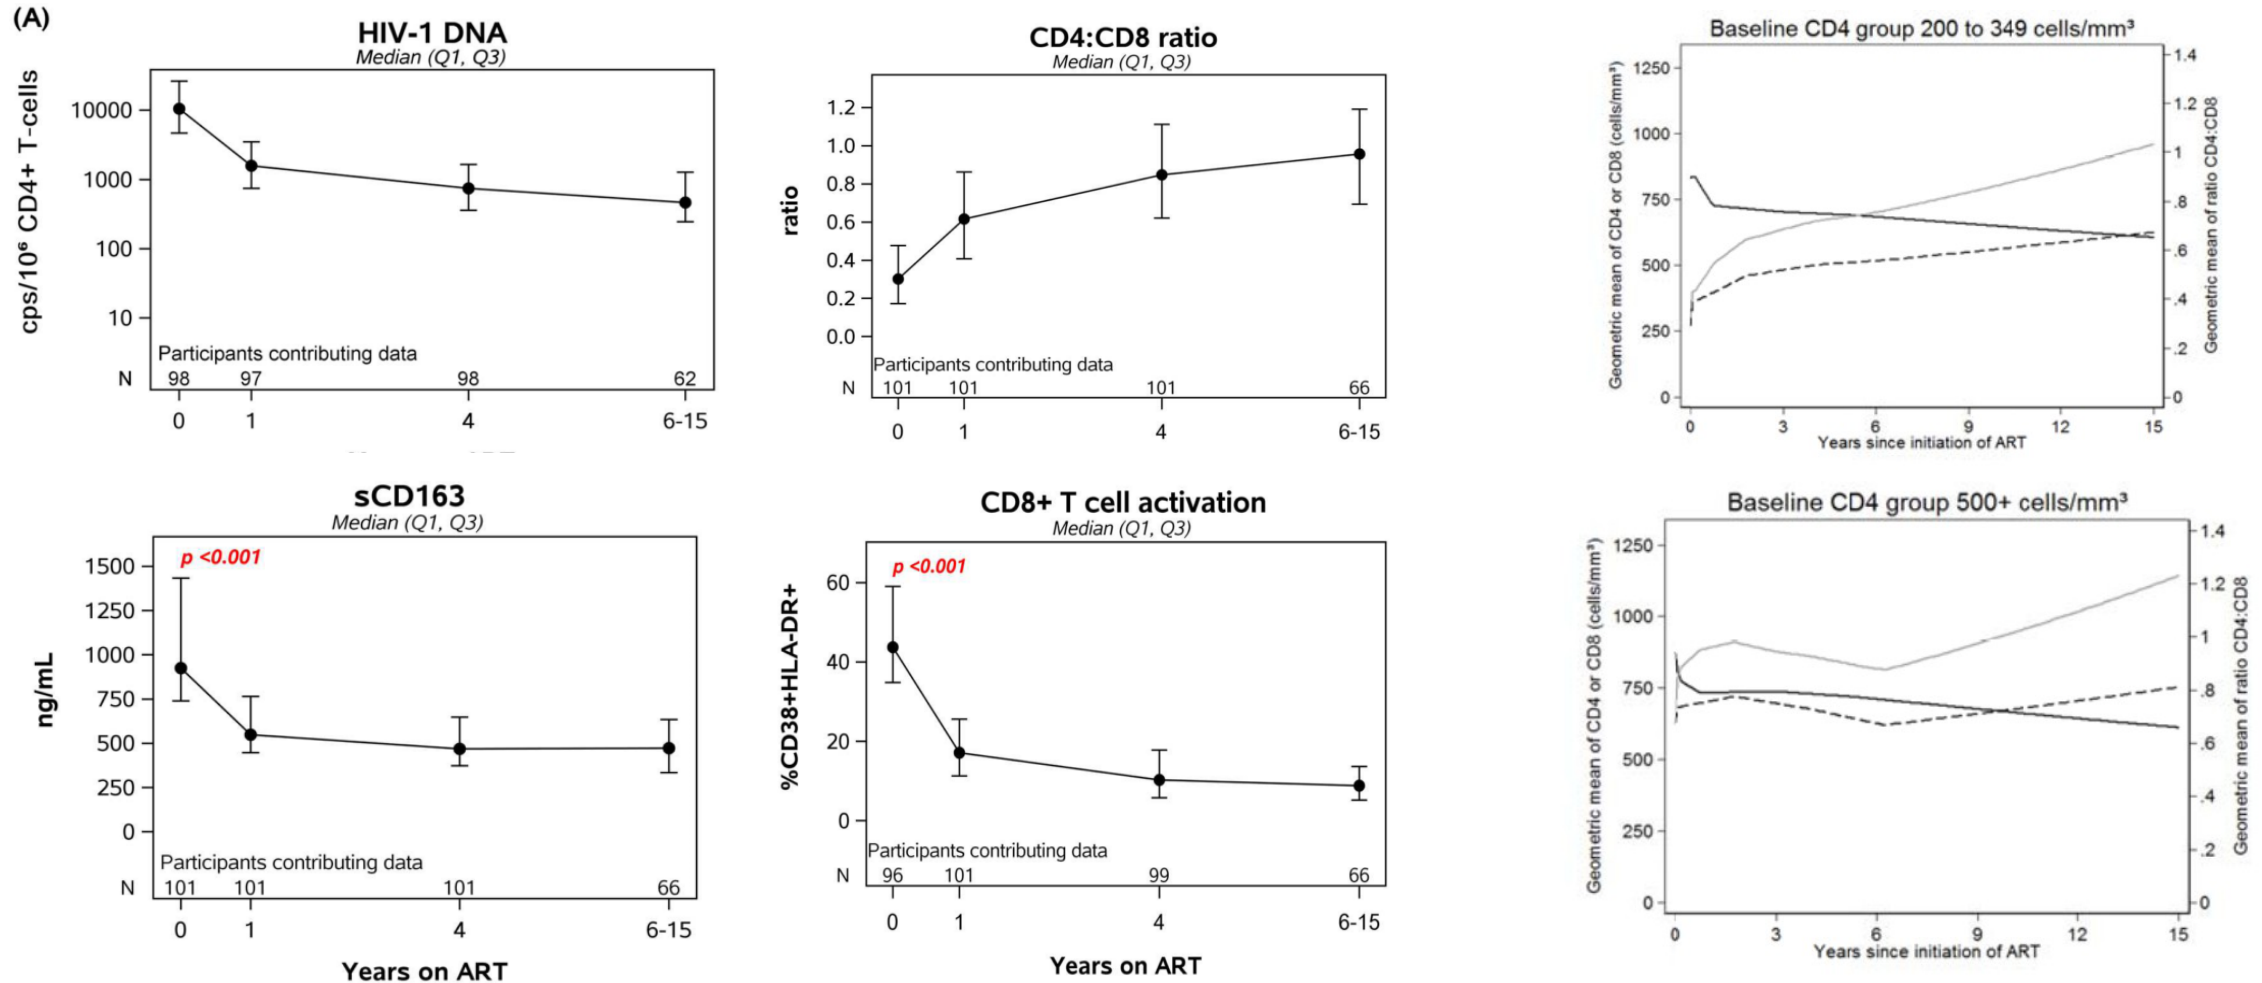 (A)
HIV-1 DNA
Median (Q1, Q3)
cps/10⁶ CD4+ T-cells
10000
1000
100
10
Participants contributing data
N 98 97 98 62
0 1 4 6-15
CD4:CD8 ratio
Median (Q1, Q3)
ratio
1.2
1.0
0.8
0.6
0.4
0.2
0.0
Participants contributing data
N 101 101 101 66
0 1 4 6-15
Baseline CD4 group 200 to 349 cells/mm³
Geometric mean of CD4 or CD8 (cells/mm³)
1250
1000
750
500
250
0
1.4
1.2
1
.8
.6
.4
.2
0
Geometric mean of ratio CD4:CD8
0 3 6 9 12 15
Years since initiation of ART
sCD163
Median (Q1, Q3)
p <0.001
ng/mL
1500
1250
1000
750
500
250
0
Participants contributing data
N 101 101 101 66
0 1 4 6-15
Years on ART
CD8+ T cell activation
Median (Q1, Q3)
p <0.001
%CD38+HLA-DR+
60
40
20
0
Participants contributing data
N 96 101 99 66
0 1 4 6-15
Years on ART
Baseline CD4 group 500+ cells/mm³
Geometric mean of CD4 or CD8 (cells/mm³)
1250
1000
750
500
250
0
1.4
1.2
1
.8
.6
.4
.2
0
Geometric mean of ratio CD4:CD8
0 3 6 9 12 15
Years since initiation of ART